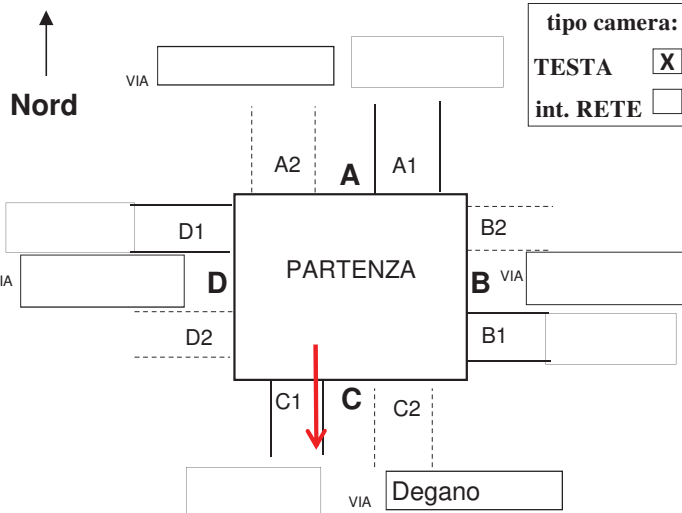 tipo camera:
TESTA X
int. RETE
Nord
VIA
A2
A
A1
D1
B2
PARTENZA
VIA
D
B
VIA
D2
B1
C1
C
C2
VIA
Degano